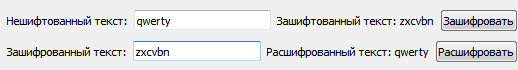 Нешифтованный текст: qwerty Зашифтованный текст: zxcvbn Зашифровать
Зашифрованный текст: zxcvbn Расшифрованный текст: qwerty Расшифровать